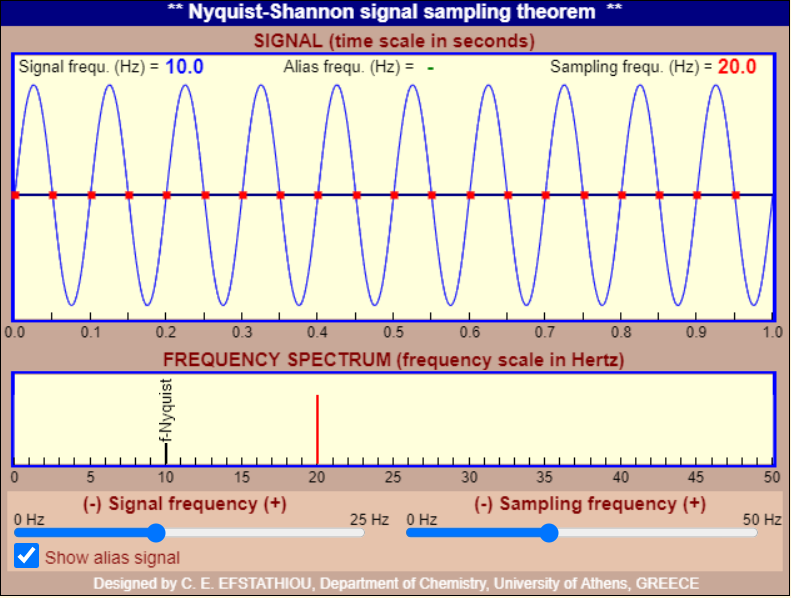 ** Nyquist-Shannon signal sampling theorem **
SIGNAL (time scale in seconds)
Signal frequ. (Hz) = 10.0 Alias frequ. (Hz) = - Sampling frequ. (Hz) = 20.0
0.0 0.1 0.2 0.3 0.4 0.5 0.6 0.7 0.8 0.9 1.0
FREQUENCY SPECTRUM (frequency scale in Hertz)
f-Nyquist
0 5 10 15 20 25 30 35 40 45 50
(-) Signal frequency (+) (-) Sampling frequency (+)
0 Hz 25 Hz 0 Hz 50 Hz
Show alias signal
Designed by C. E. EFSTATHIOU, Department of Chemistry, University of Athens, GREECE